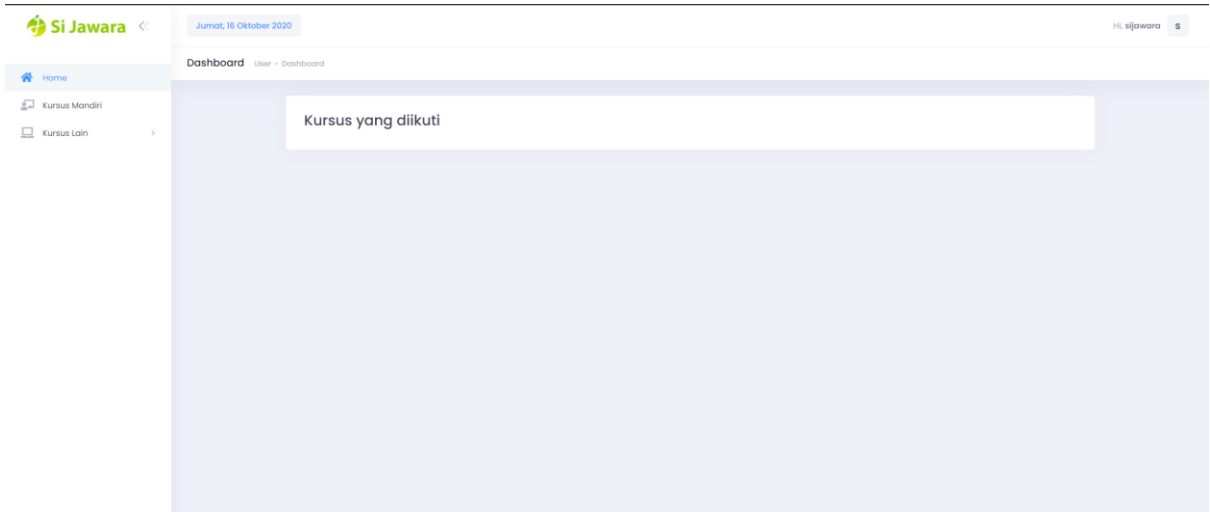 Si Jawara
Jumat, 16 Oktober 2020
Hi, sijawara
S
Dashboard
User • Dashboard
Home
Kursus Mandiri
Kursus Lain
Kursus yang diikuti